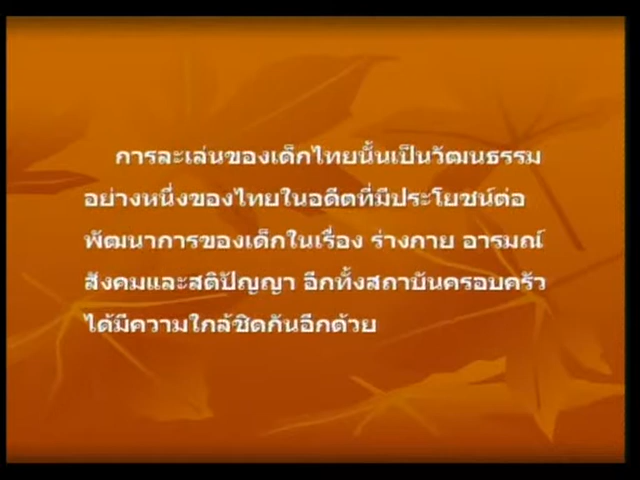 การละเล่นของเด็กไทยนั้นเป็นวัฒนธรรม
อย่างหนึ่งของไทยในอดีตที่มีประโยชน์ต่อ
พัฒนาการของเด็กในเรื่อง ร่างกาย อารมณ์
สังคมและสติปัญญา อีกทั้งสถาบันครอบครัว
ได้มีความใกล้ชิดกันอีกด้วย